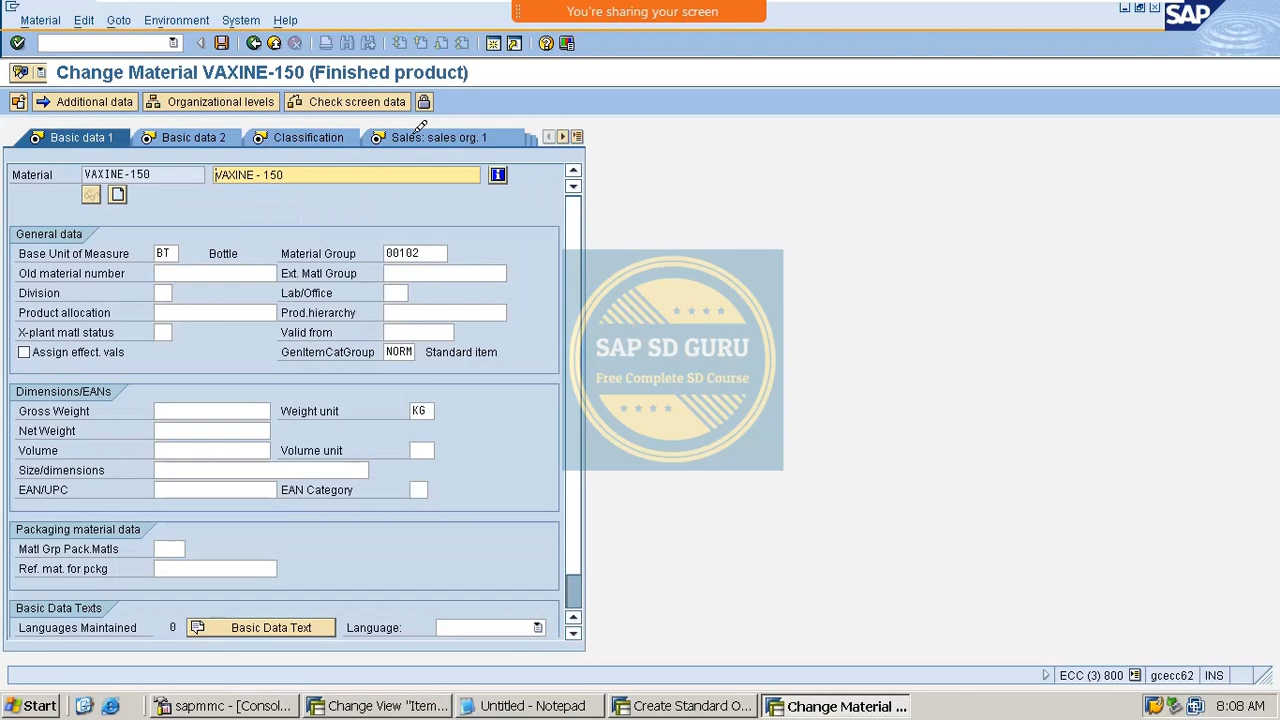 You're sharing your screen
Material Edit Goto Environment System Help
SAP
Change Material VAXINE-150 (Finished product)
Additional data Organizational levels Check screen data
Basic data 1 Basic data 2 Classification Sales: sales org. 1
Material VAXINE-150 VAXINE - 150
General data
Base Unit of Measure BT Bottle Material Group 00102
Old material number Ext. Matl Group
Division Lab/Office
Product allocation Prod.hierarchy
X-plant matl status Valid from
Assign effect. vals GenItemCatGroup NORM Standard item
Dimensions/EANs
Gross Weight Weight unit KG
Net Weight
Volume Volume unit
Size/dimensions
EAN/UPC EAN Category
Packaging material data
Matl Grp Pack.Matls
Ref. mat. for pckg
Basic Data Texts
Languages Maintained 0 Basic Data Text Language:
SAP SD GURU
Free Complete SD Course
ECC (3) 800 gcecc62 INS
Start sapmmc - [Consol... Change View "Item... Untitled - Notepad Create Standard O... Change Material ... 8:08 AM